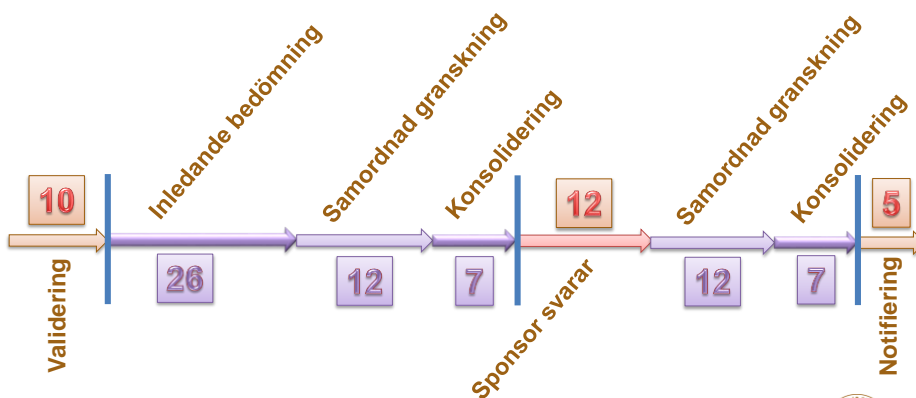 Validering
10
Inledande bedömning
26
Samordnad granskning
12
Konsolidering
7
Sponsor svarar
12
Samordnad granskning
12
Konsolidering
7
Notifiering
5